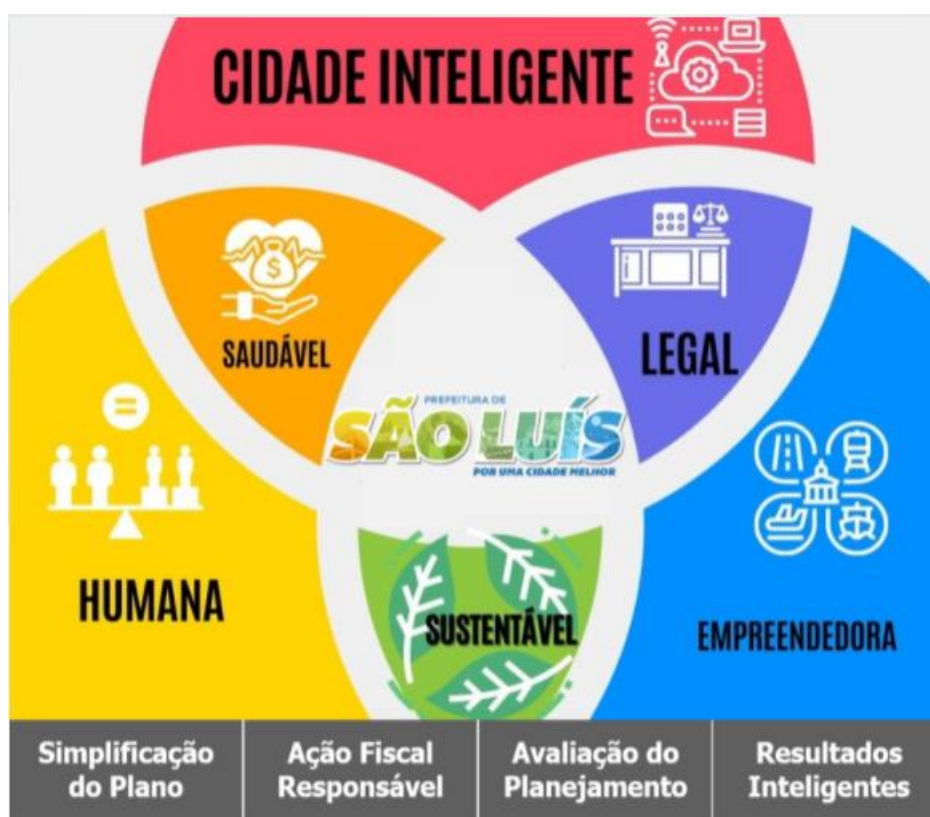 CIDADE INTELIGENTE
SAUDÁVEL
LEGAL
PREFEITURA DE
SÃO LUÍS
POR UMA CIDADE MELHOR
HUMANA
SUSTENTÁVEL
EMPREENDEDORA
Simplificação
do Plano
Ação Fiscal
Responsável
Avaliação do
Planejamento
Resultados
Inteligentes